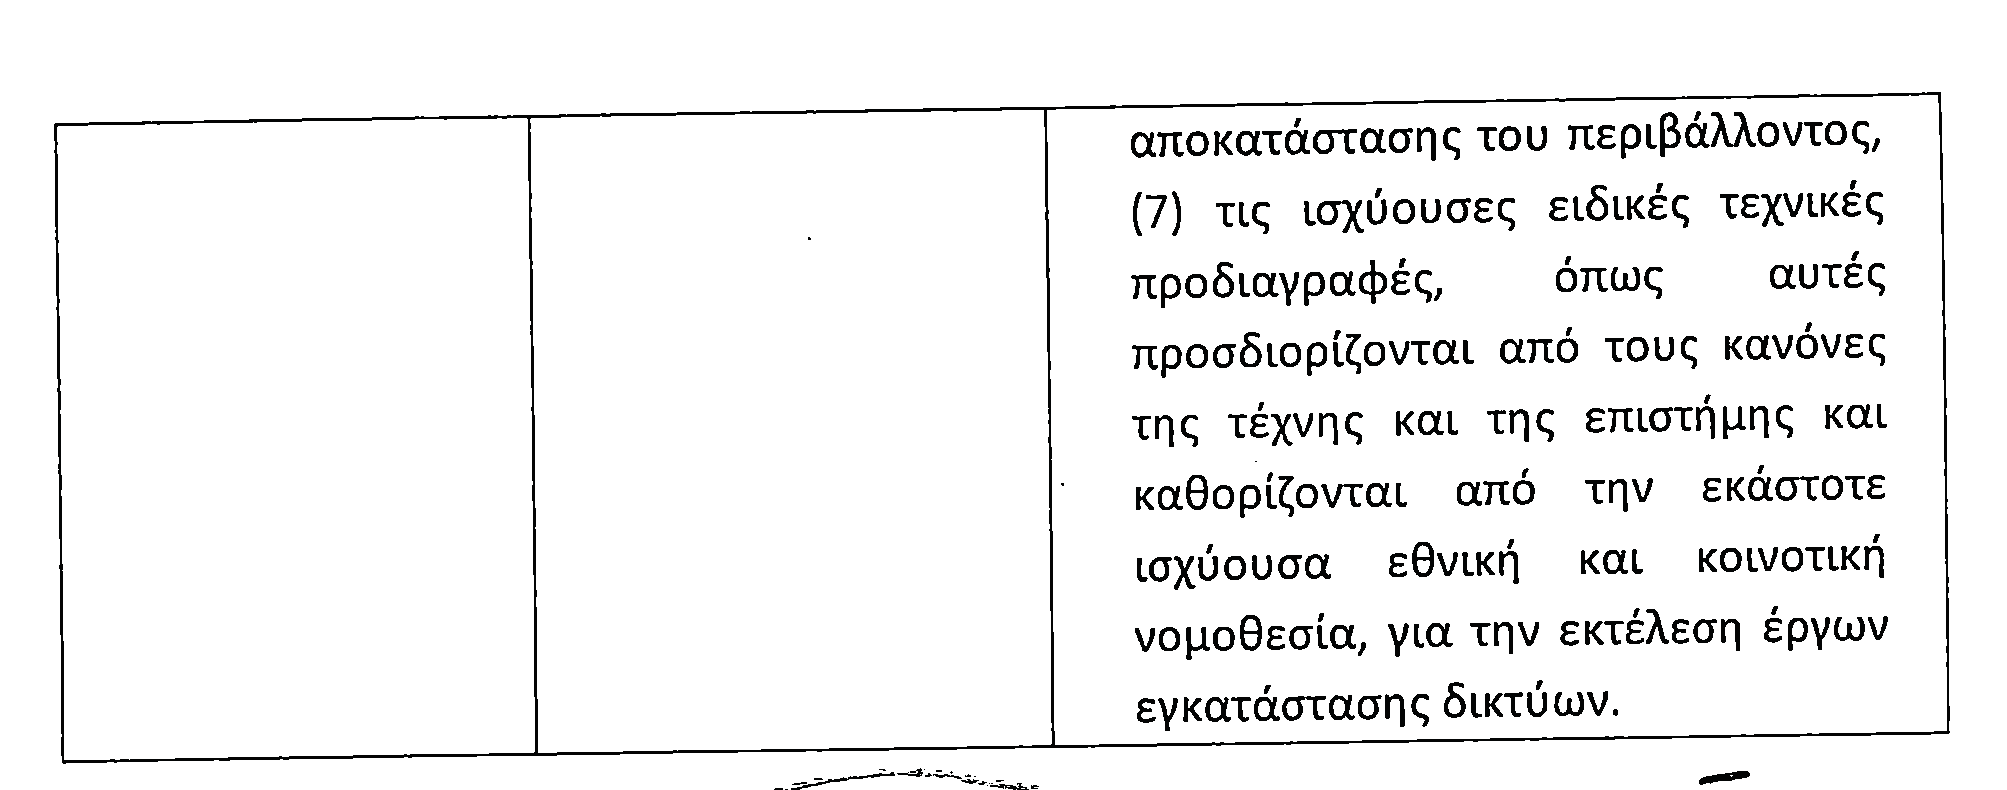 αποκατάστασης του περιβάλλοντος,
(7) τις ισχύουσες ειδικές τεχνικές
προδιαγραφές, όπως αυτές
προσδιορίζονται από τους κανόνες
της τέχνης και της επιστήμης και
καθορίζονται από την εκάστοτε
ισχύουσα εθνική και κοινοτική
νομοθεσία, για την εκτέλεση έργων
εγκατάστασης δικτύων.